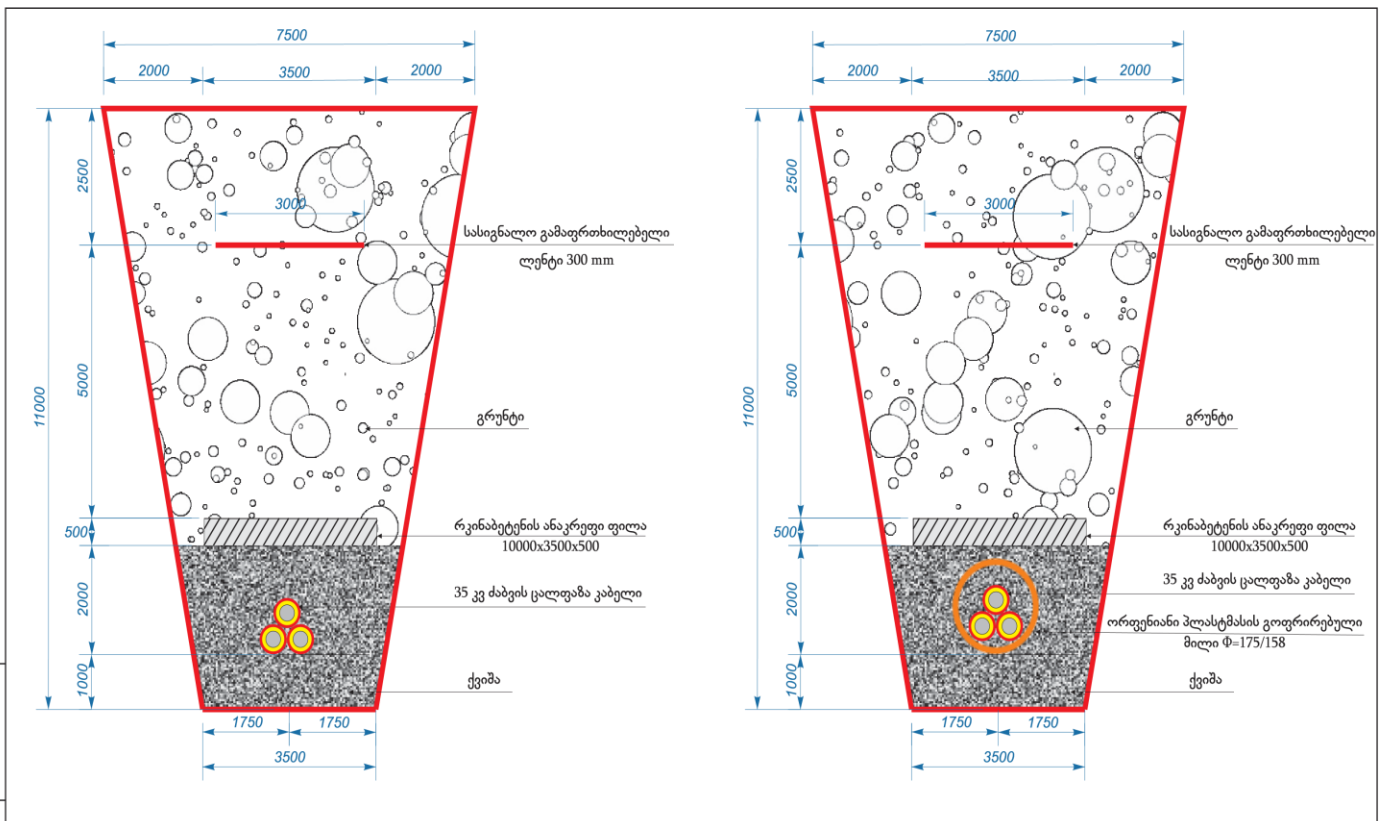 7500
2000 3500 2000
2500
3000
სასიგნალო გამაფრთხილებელი
ლენტი 300 mm
11000
5000
გრუნტი
500
რკინაბეტენის ანაკრეფი ფილა
10000x3500x500
2000
35 კვ ძაბვის ცალფაზა კაბელი
1000
ქვიშა
1750 1750
3500
7500
2000 3500 2000
2500
3000
სასიგნალო გამაფრთხილებელი
ლენტი 300 mm
11000
5000
გრუნტი
500
რკინაბეტენის ანაკრეფი ფილა
10000x3500x500
2000
35 კვ ძაბვის ცალფაზა კაბელი
ორფენიანი პლასტმასის გოფრირებული
მილი Φ=175/158
1000
ქვიშა
1750 1750
3500